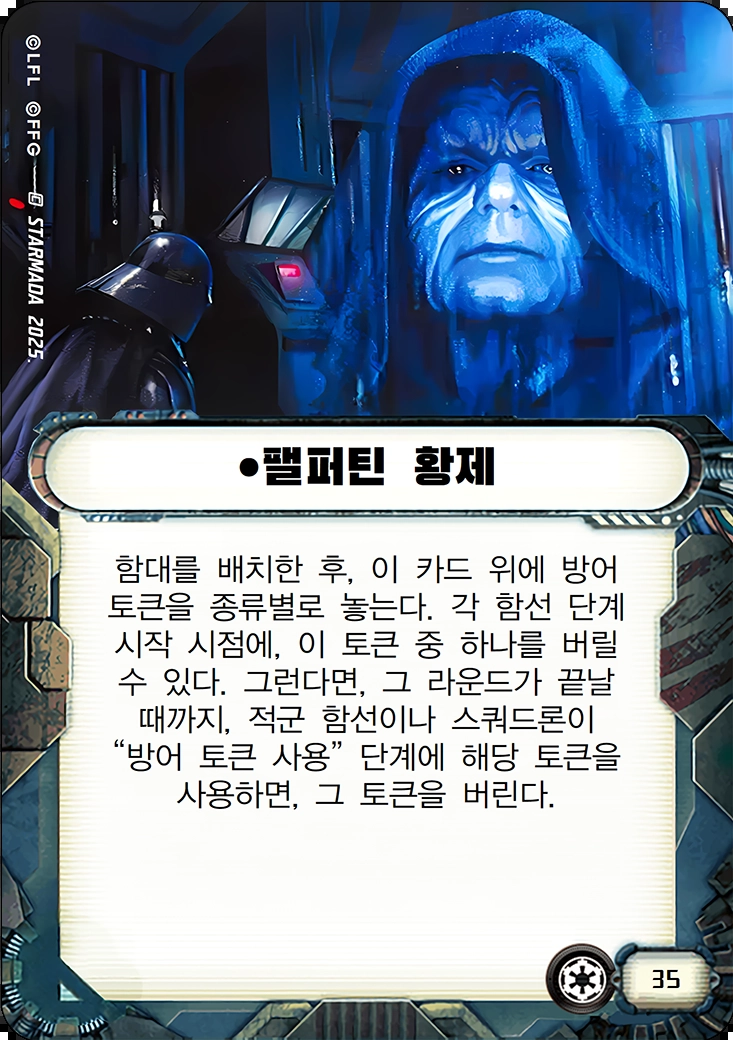 ©LFL ©FFG
STARMADA 2025.
•팰퍼틴 황제
함대를 배치한 후, 이 카드 위에 방어
토큰을 종류별로 놓는다. 각 함선 단계
시작 시점에, 이 토큰 중 하나를 버릴
수 있다. 그런다면, 그 라운드가 끝날
때까지, 적군 함선이나 스쿼드론이
“방어 토큰 사용” 단계에 해당 토큰을
사용하면, 그 토큰을 버린다.
35